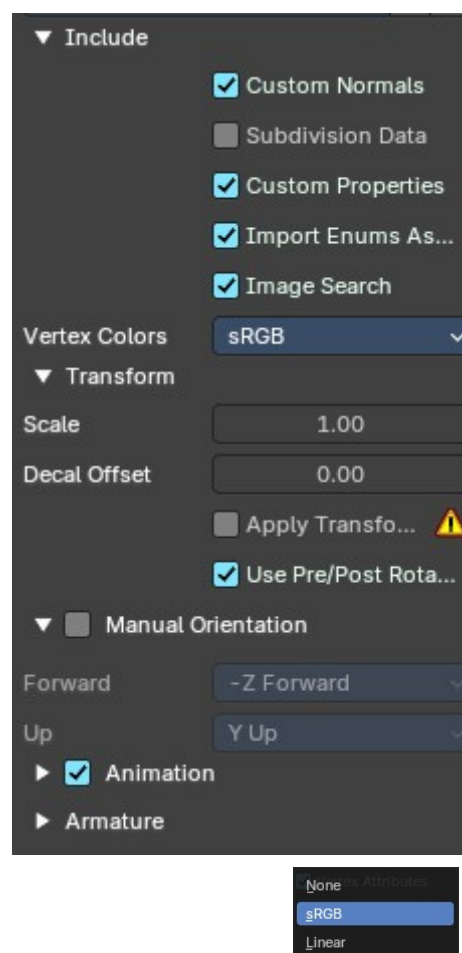 Include
Custom Normals
Subdivision Data
Custom Properties
Import Enums As...
Image Search
Vertex Colors sRGB
Transform
Scale 1.00
Decal Offset 0.00
Apply Transfo...
Use Pre/Post Rota...
Manual Orientation
Forward -Z Forward
Up Y Up
Animation
Armature
None Vertex Attributes
sRGB
Linear